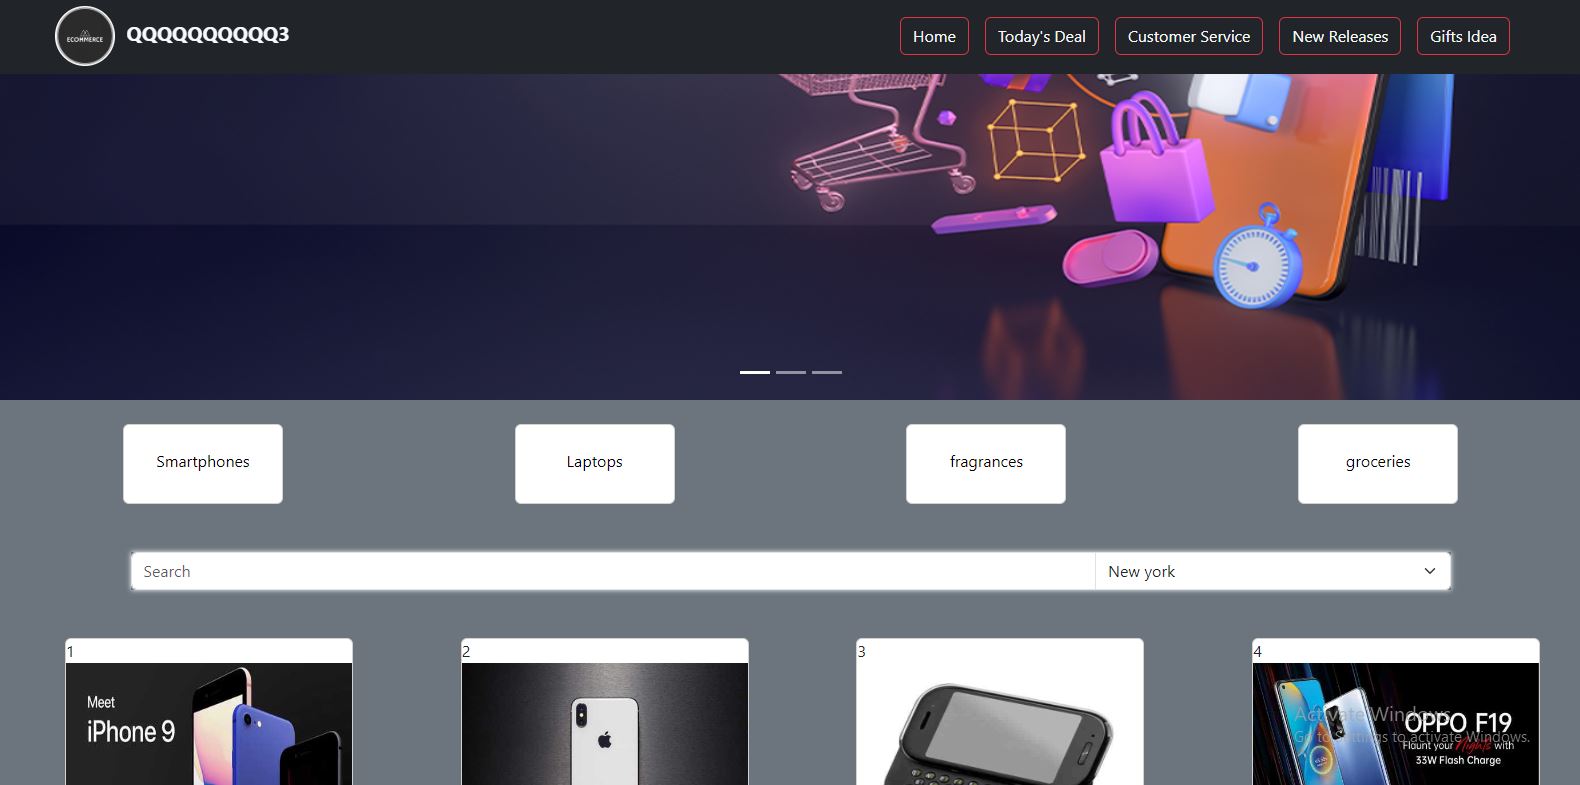 ECOMMERCE
QQQQQQQQQQ3
Home
Today's Deal
Customer Service
New Releases
Gifts Idea
Smartphones
Laptops
fragrances
groceries
Search
New york
1
2
3
4
Meet
iPhone 9
OPPO F19
Flaunt your Nights with
33W Flash Charge
Activate Windows
Go to Settings to activate Windows.